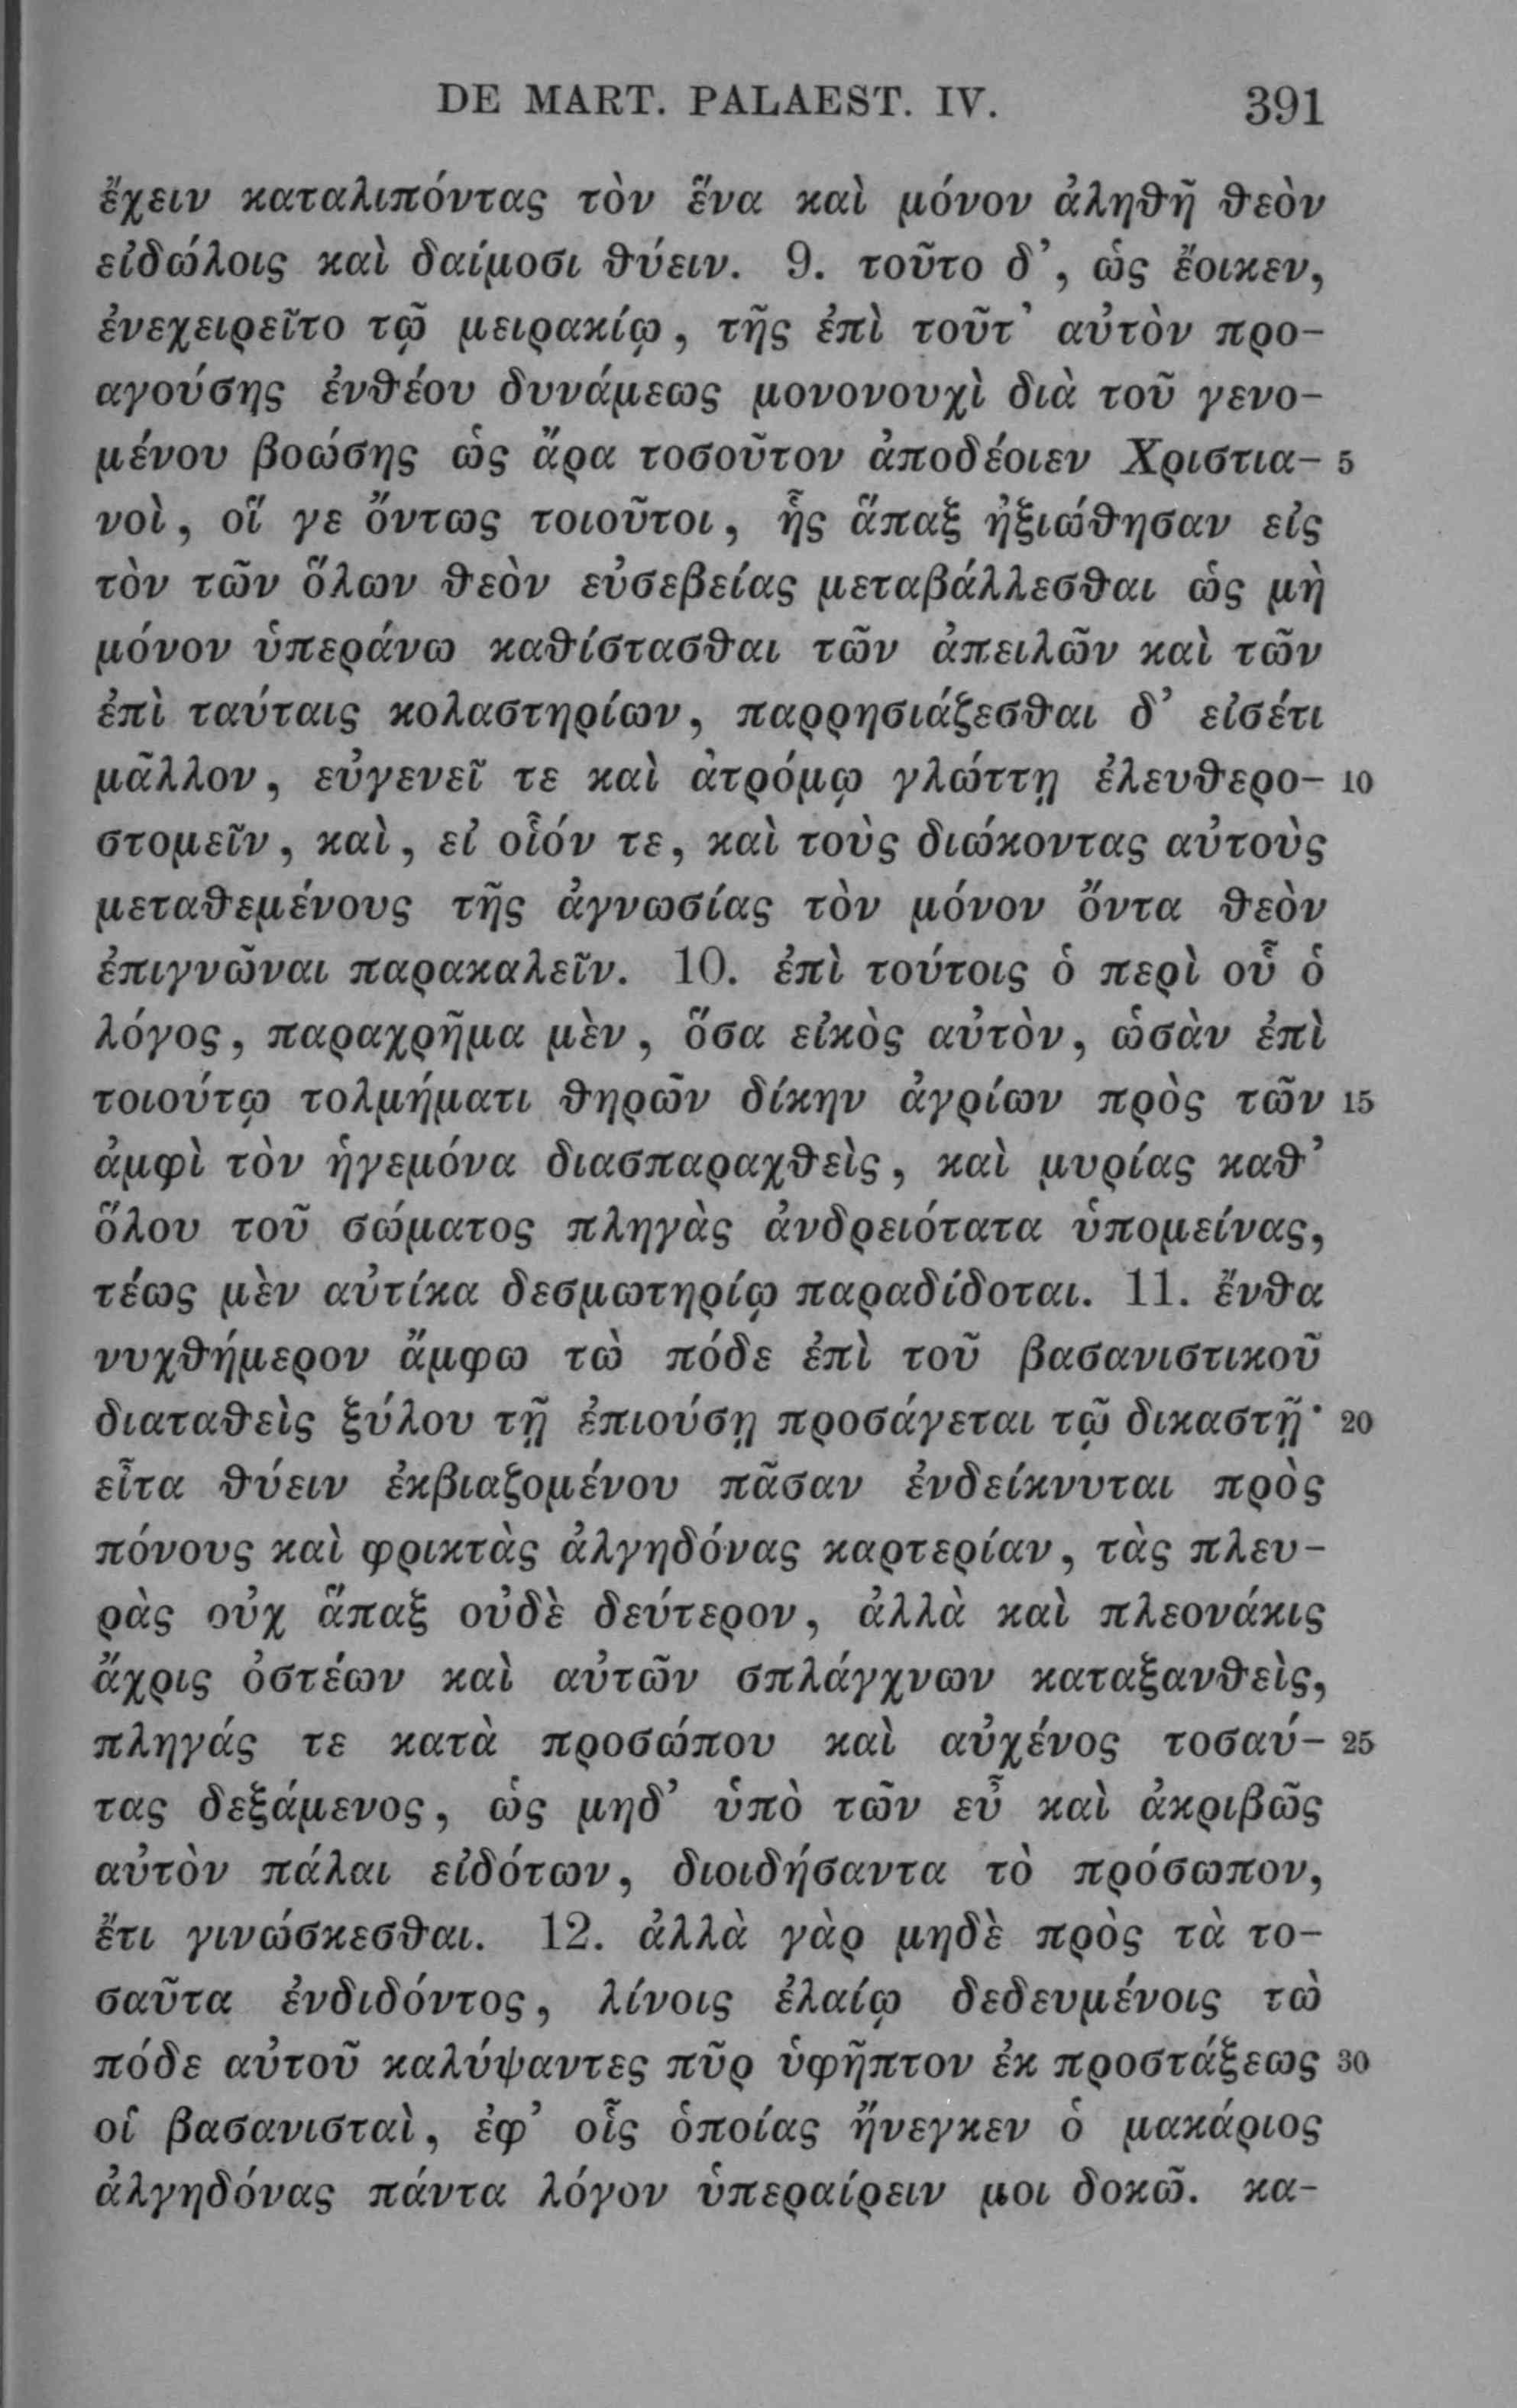 DE MART. PALAEST. IV. 391
ἔχειν καταλιπόντας τὸν ἕνα καὶ μόνον ἀληθῆ θεὸν
εἰδώλοις καὶ δαίμοσι θύειν. 9. τοῦτο δ’, ὡς ἔοικεν,
ἐνεχειρεῖτο τῷ μειρακίῳ, τῆς ἐπὶ τοῦτ’ αὐτὸν προ-
αγούσης ἐνθέου δυνάμεως μονονουχὶ διὰ τοῦ γενο-
μένου βοώσης ὡς ἄρα τοσοῦτον ἀποδέοιεν Χριστια- 5
νοὶ, οἵ γε ὄντως τοιοῦτοι, ἧς ἅπαξ ἠξιώθησαν εἰς
τὸν τῶν ὅλων θεὸν εὐσεβείας μεταβάλλεσθαι ὡς μὴ
μόνον ὑπεράνω καθίστασθαι τῶν ἀπειλῶν καὶ τῶν
ἐπὶ ταύταις κολαστηρίων, παρρησιάζεσθαι δ’ εἰσέτι
μᾶλλον, εὐγενεῖ τε καὶ ἀτρόμῳ γλώττῃ ἐλευθερο- 10
στομεῖν, καὶ, εἰ οἷόν τε, καὶ τοὺς διώκοντας αὐτοὺς
μεταθεμένους τῆς ἀγνωσίας τὸν μόνον ὄντα θεὸν
ἐπιγνῶναι παρακαλεῖν. 10. ἐπὶ τούτοις ὁ περὶ οὗ ὁ
λόγος, παραχρῆμα μὲν, ὅσα εἰκὸς αὐτὸν, ὡσὰν ἐπὶ
τοιούτῳ τολμήματι θηρῶν δίκην ἀγρίων πρὸς τῶν 15
ἀμφὶ τὸν ἡγεμόνα διασπαραχθεὶς, καὶ μυρίας καθ’
ὅλου τοῦ σώματος πληγὰς ἀνδρειότατα ὑπομείνας,
τέως μὲν αὐτίκα δεσμωτηρίῳ παραδίδοται. 11. ἔνθα
νυχθήμερον ἄμφω τὼ πόδε ἐπὶ τοῦ βασανιστικοῦ
διαταθεὶς ξύλου τῇ ἐπιούσῃ προσάγεται τῷ δικαστῇ· 20
εἶτα θύειν ἐκβιαζομένου πᾶσαν ἐνδείκνυται πρὸς
πόνους καὶ φρικτὰς ἀλγηδόνας καρτερίαν, τὰς πλευ-
ρὰς οὐχ ἅπαξ οὐδὲ δεύτερον, ἀλλὰ καὶ πλεονάκις
ἄχρις ὀστέων καὶ αὐτῶν σπλάγχνων καταξανθεὶς,
πληγάς τε κατὰ προσώπου καὶ αὐχένος τοσαύ- 25
τας δεξάμενος, ὡς μηδ’ ὑπὸ τῶν εὖ καὶ ἀκριβῶς
αὐτὸν πάλαι εἰδότων, διοιδήσαντα τὸ πρόσωπον,
ἔτι γινώσκεσθαι. 12. ἀλλὰ γὰρ μηδὲ πρὸς τὰ το-
σαῦτα ἐνδιδόντος, λίνοις ἐλαίῳ δεδευμένοις τὼ
πόδε αὐτοῦ καλύψαντες πῦρ ὑφῆπτον ἐκ προστάξεως 30
οἱ βασανισταὶ, ἐφ’ οἷς ὁποίας ἤνεγκεν ὁ μακάριος
ἀλγηδόνας πάντα λόγον ὑπεραίρειν μοι δοκῶ. κα-